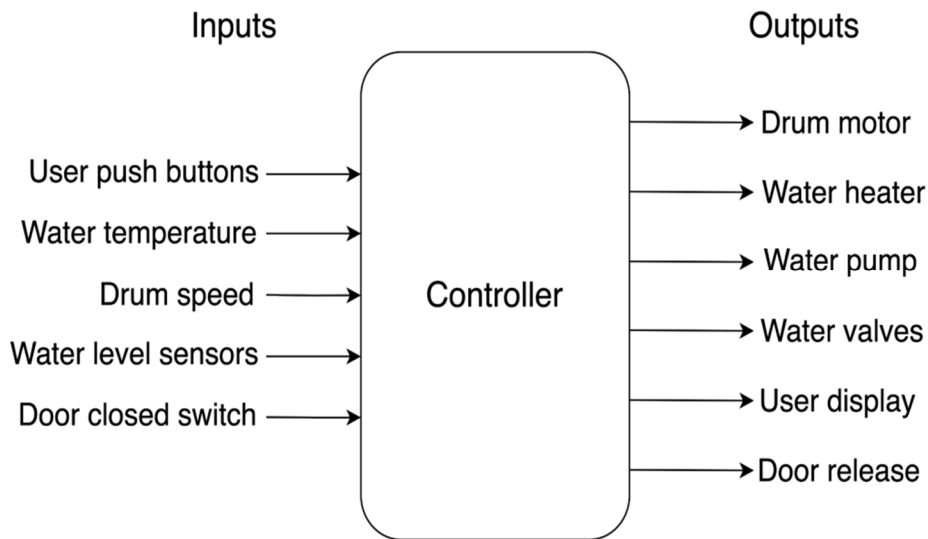 Inputs
Outputs
User push buttons
Water temperature
Drum speed
Water level sensors
Door closed switch
Controller
Drum motor
Water heater
Water pump
Water valves
User display
Door release